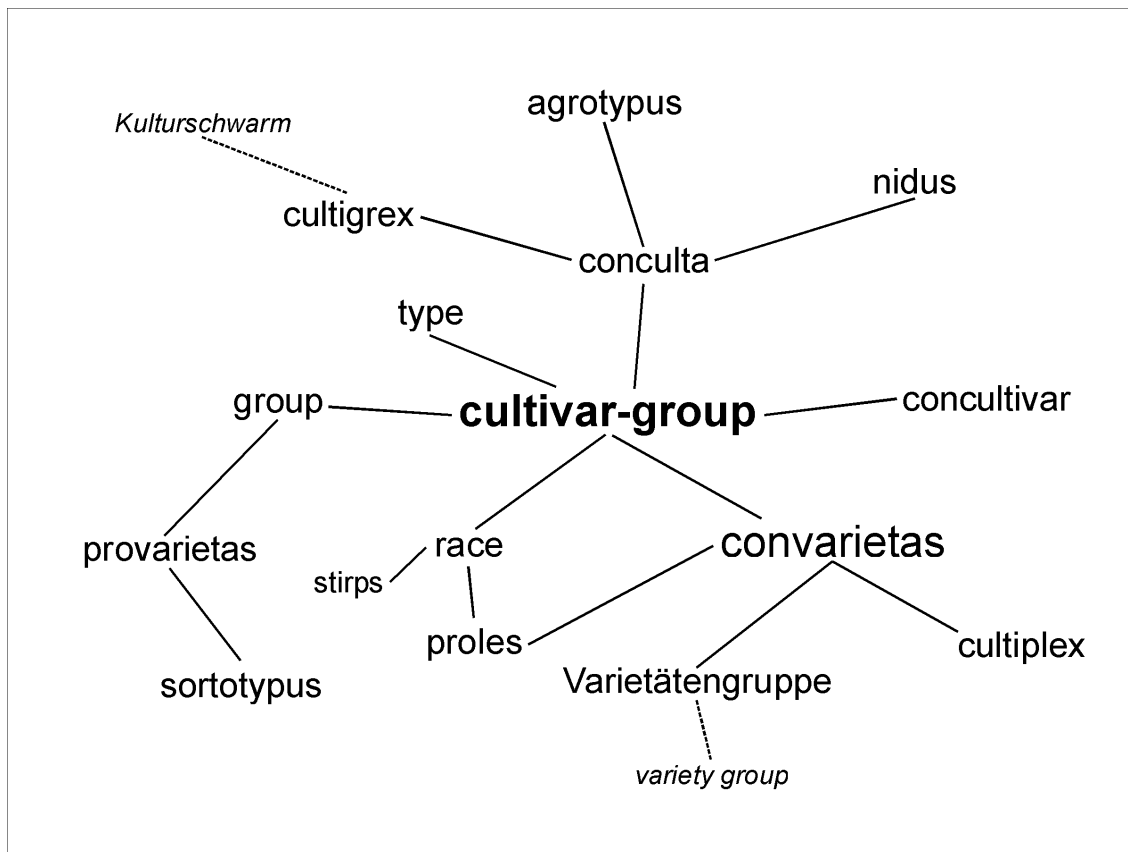 agrotypus
Kulturschwarm
nidus
cultigrex
conculta
type
group
cultivar-group
concultivar
provarietas
race
convarietas
stirps
proles
cultiplex
sortotypus
Varietätengruppe
variety group